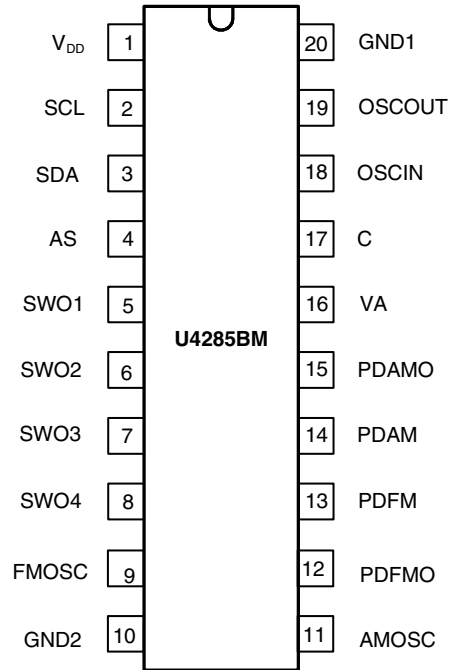 VDD 1 20 GND1
SCL 2 19 OSCOUT
SDA 3 18 OSCIN
AS 4 17 C
SWO1 5 16 VA
U4285BM
SWO2 6 15 PDAMO
SWO3 7 14 PDAM
SWO4 8 13 PDFM
FMOSC 9 12 PDFMO
GND2 10 11 AMOSC